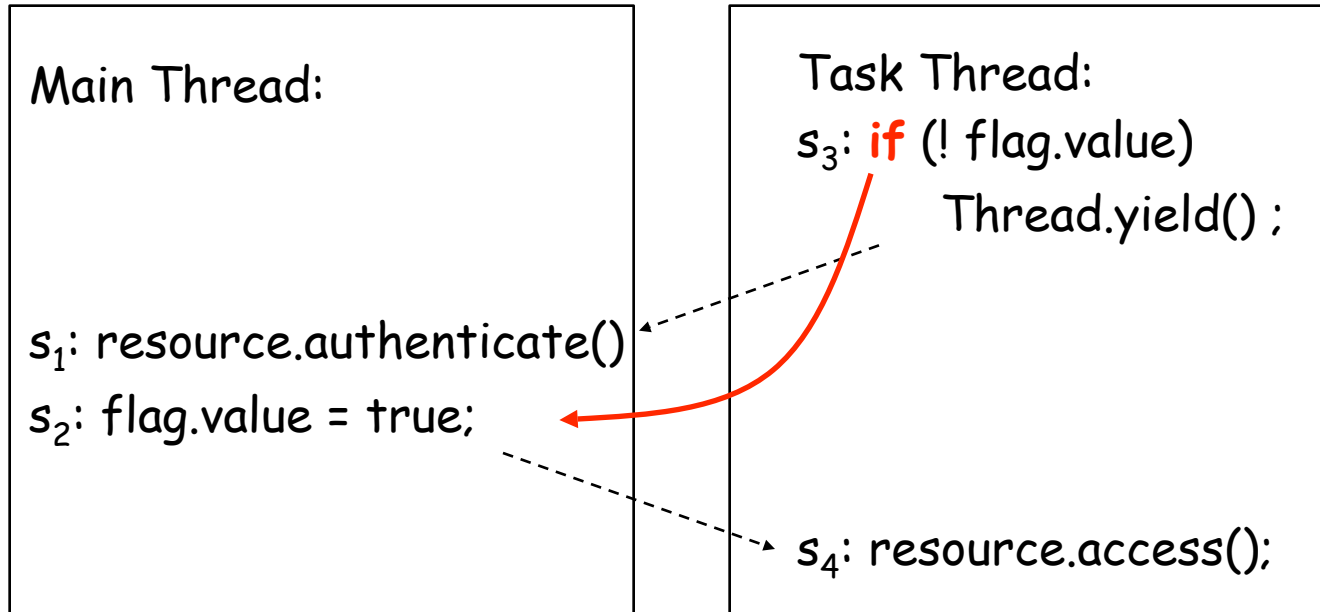 Main Thread:
s₁: resource.authenticate()
s₂: flag.value = true;
Task Thread:
s₃: if (! flag.value)
Thread.yield() ;
s₄: resource.access();